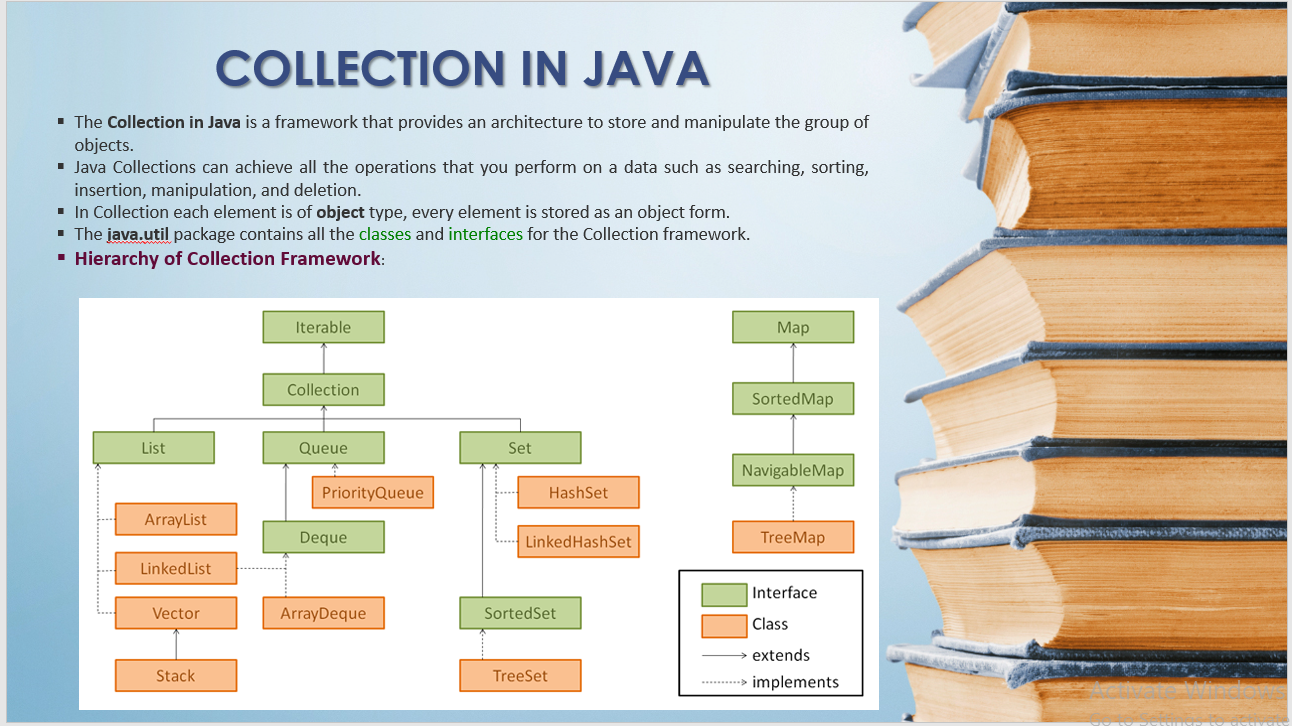 COLLECTION IN JAVA
The Collection in Java is a framework that provides an architecture to store and manipulate the group of
objects.
Java Collections can achieve all the operations that you perform on a data such as searching, sorting,
insertion, manipulation, and deletion.
In Collection each element is of object type, every element is stored as an object form.
The java.util package contains all the classes and interfaces for the Collection framework.
Hierarchy of Collection Framework:
Iterable
Map
Collection
SortedMap
List
Queue
Set
NavigableMap
PriorityQueue
HashSet
ArrayList
Deque
LinkedHashSet
TreeMap
LinkedList
Vector
ArrayDeque
SortedSet
Stack
TreeSet
Interface
Class
extends
implements
Activate Windows
Go to Settings to activate